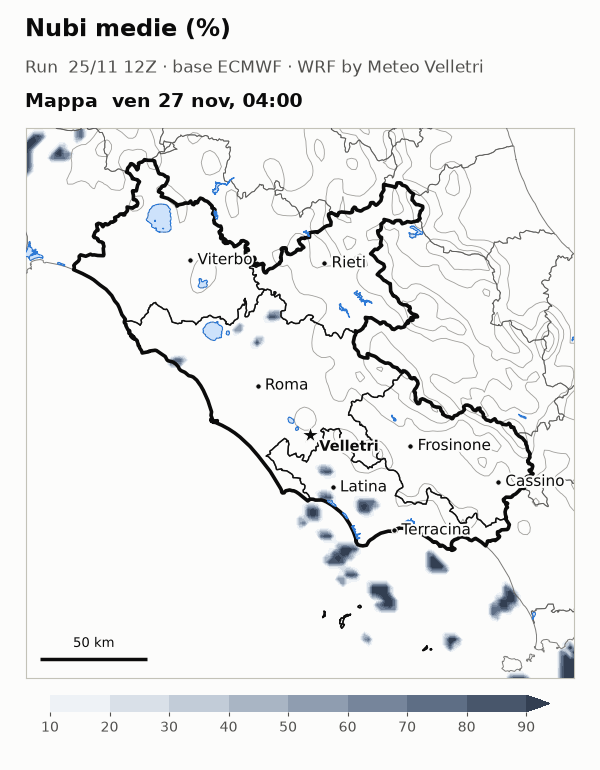 Nubi medie (%)
Run  25/11 12Z · base ECMWF · WRF by Meteo Velletri
Mappa  ven 27 nov, 04:00
Viterbo
Rieti
Roma
Velletri
Frosinone
Latina
Cassino
Terracina
50 km
10 20 30 40 50 60 70 80 90